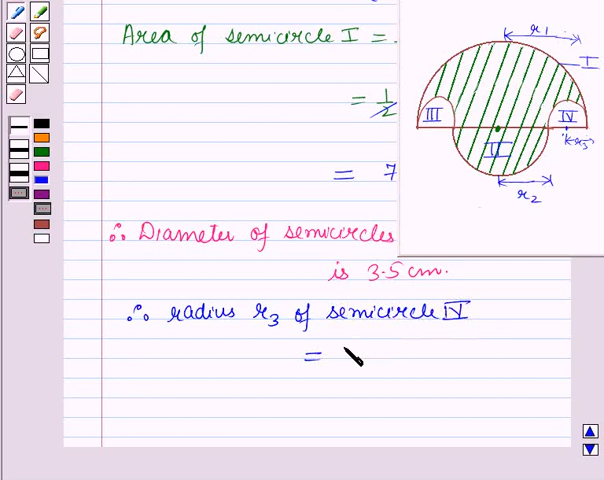 Area of semicircle I =.
= 1/2
= 7
∴ Diameter of semicircles
is 3.5 cm.
∴ radius r3 of semicircle IV
=
r1
I
III
IV
r3
II
r2